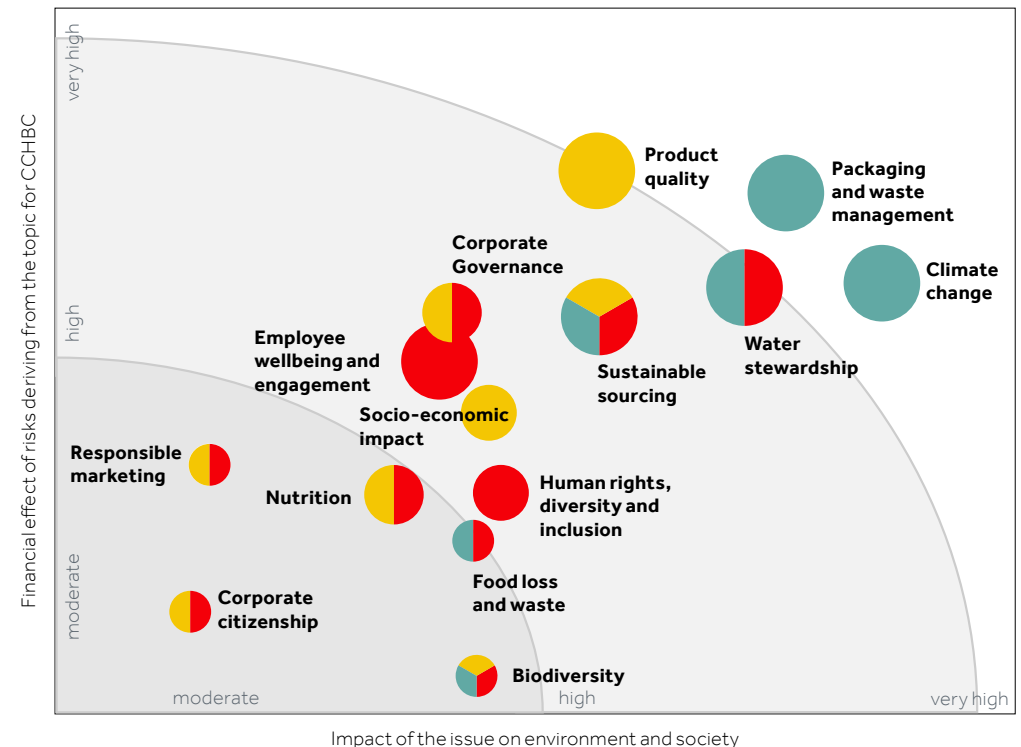 Financial effect of risks deriving from the topic for CCHBC
very high
high
moderate
Product
quality
Packaging
and waste
management
Corporate
Governance
Climate
change
Employee
wellbeing and
engagement
Water
stewardship
Sustainable
sourcing
Socio-economic
impact
Responsible
marketing
Nutrition
Human rights,
diversity and
inclusion
Food loss
and waste
Corporate
citizenship
Biodiversity
moderate
high
very high
Impact of the issue on environment and society